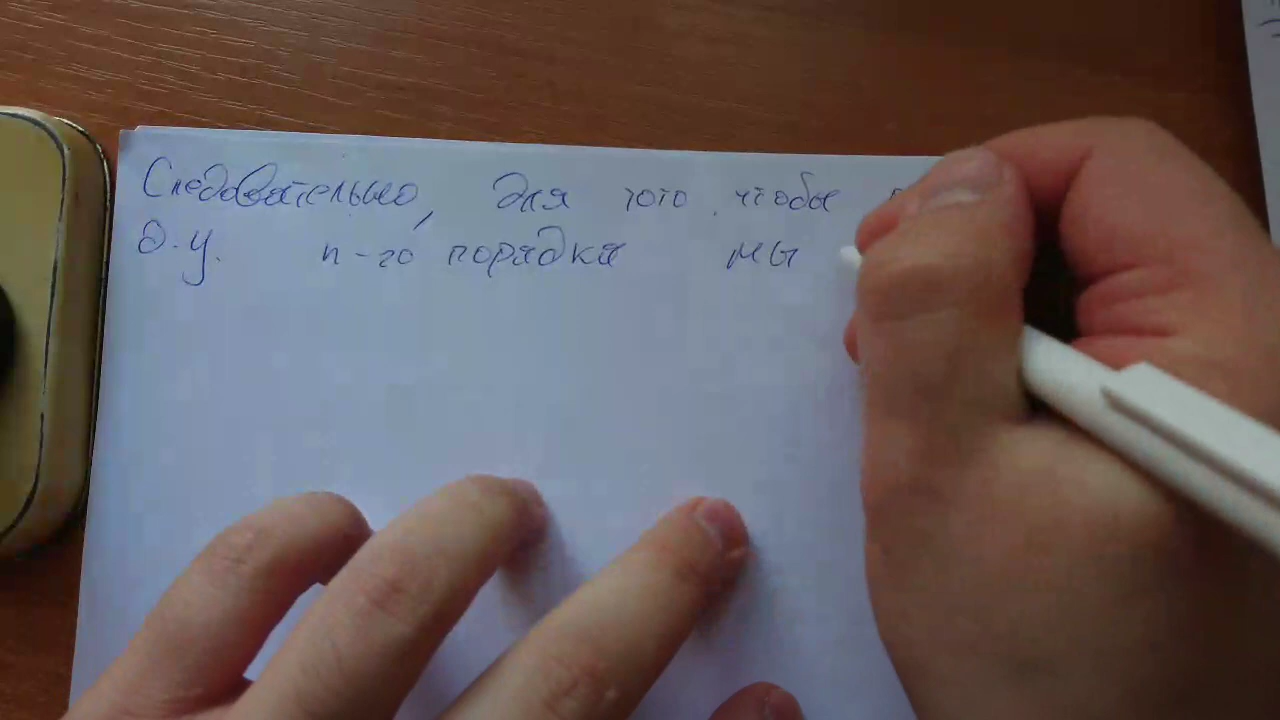 Следовательно, для того, чтобы
д.у. n-го порядка мы